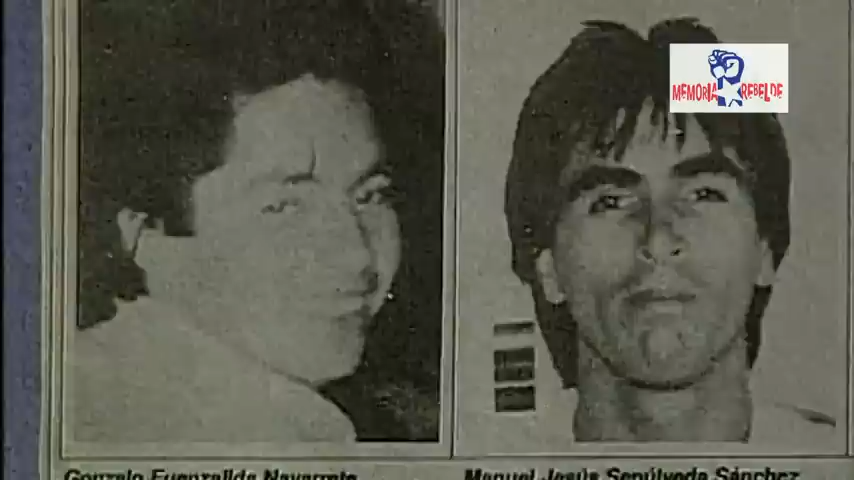 MEMORIA REBELDE
Gonzalo Fuenzalida Navarrete
Manuel Jesús Sepúlveda Sánchez